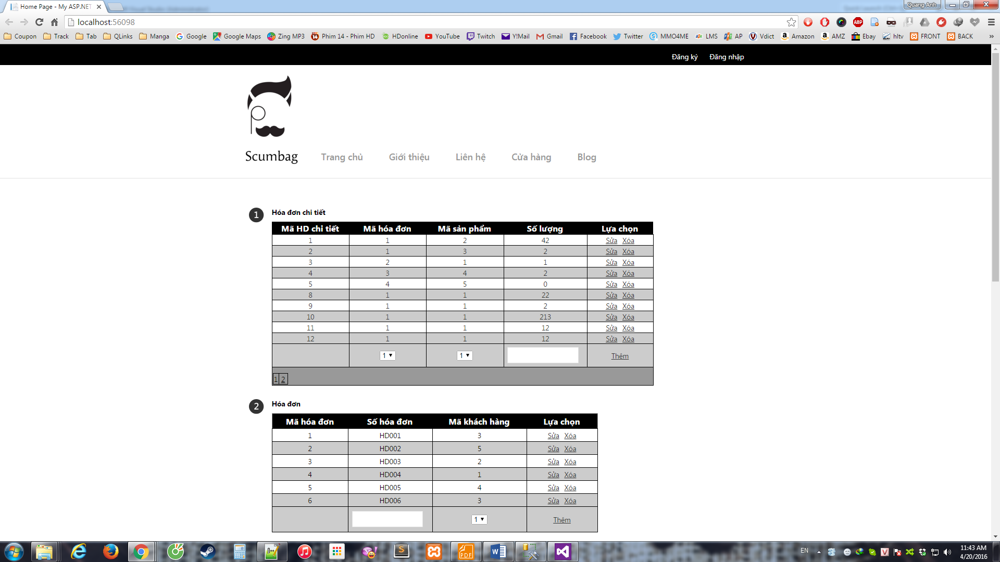 Home Page - My ASP.NET
Quang Anh
localhost:56098
Coupon Track Tab QLinks Manga Google Google Maps Zing MP3 Phim 14 - Phim HD HDonline YouTube Twitch Y!Mail Gmail Facebook Twitter MMO4ME LMS AP Vdict Amazon AMZ Ebay hltv FRONT BACK »
Đăng ký Đăng nhập
Scumbag Trang chủ Giới thiệu Liên hệ Cửa hàng Blog
1 Hóa đơn chi tiết
Mã HD chi tiết Mã hóa đơn Mã sản phẩm Số lượng Lựa chọn
1 1 2 42 Sửa Xóa
2 1 3 2 Sửa Xóa
3 2 1 1 Sửa Xóa
4 3 4 2 Sửa Xóa
5 4 5 0 Sửa Xóa
8 1 1 22 Sửa Xóa
9 1 1 2 Sửa Xóa
10 1 1 213 Sửa Xóa
11 1 1 12 Sửa Xóa
12 1 1 12 Sửa Xóa
1 1 Thêm
1 2
2 Hóa đơn
Mã hóa đơn Số hóa đơn Mã khách hàng Lựa chọn
1 HD001 3 Sửa Xóa
2 HD002 5 Sửa Xóa
3 HD003 2 Sửa Xóa
4 HD004 1 Sửa Xóa
5 HD005 4 Sửa Xóa
6 HD006 3 Sửa Xóa
1 Thêm
EN 11:43 AM
4/20/2016